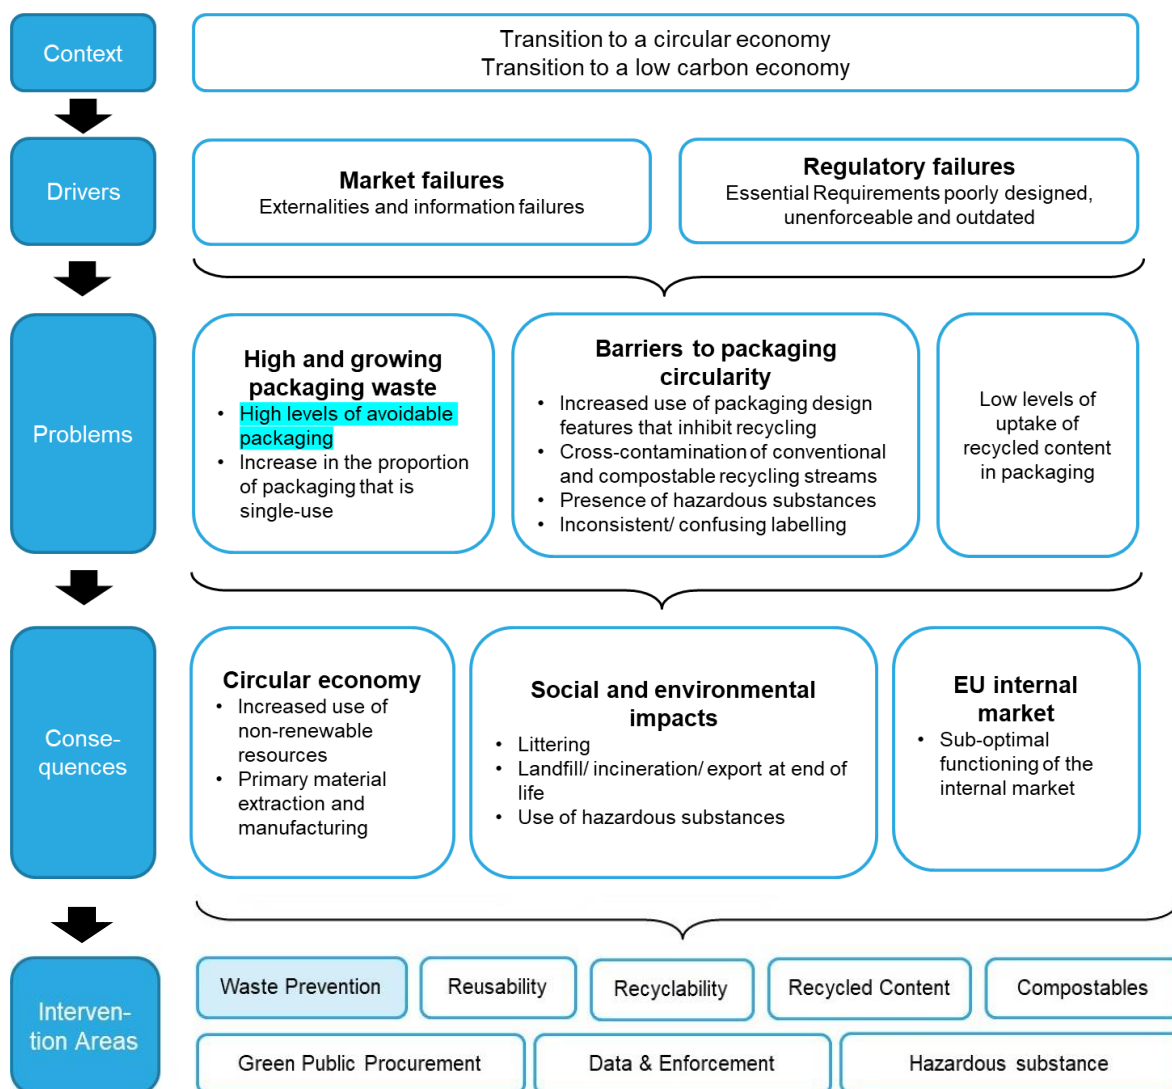 Context
Transition to a circular economy
Transition to a low carbon economy
Drivers
Market failures
Externalities and information failures
Regulatory failures
Essential Requirements poorly designed,
unenforceable and outdated
Problems
High and growing
packaging waste
• High levels of avoidable
packaging
• Increase in the proportion
of packaging that is
single-use
Barriers to packaging
circularity
• Increased use of packaging design
features that inhibit recycling
• Cross-contamination of conventional
and compostable recycling streams
• Presence of hazardous substances
• Inconsistent/ confusing labelling
Low levels of
uptake of
recycled content
in packaging
Conse-
quences
Circular economy
• Increased use of
non-renewable
resources
• Primary material
extraction and
manufacturing
Social and environmental
impacts
• Littering
• Landfill/ incineration/ export at end of
life
• Use of hazardous substances
EU internal
market
• Sub-optimal
functioning of the
internal market
Interven-
tion Areas
Waste Prevention
Reusability
Recyclability
Recycled Content
Compostables
Green Public Procurement
Data & Enforcement
Hazardous substance